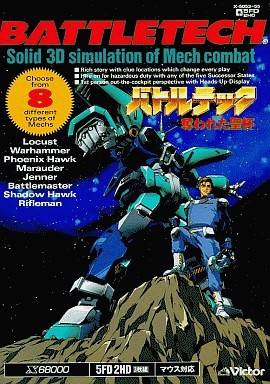 X-6053-55
5FD
2HD
BATTLETECH
Solid 3D simulation of Mech combat
Choose
from
8
different
types of
Mechs
■ Rich story with clue locations which change every play
■ Hire on for hazardous duty with any of the five Successor States
■ 1st person out-the-cockpit perspective with Heads Up Display
バトルテック
奪われた聖杯
Locust
Warhammer
Phoenix Hawk
Marauder
Jenner
Battlemaster
Shadow Hawk
Rifleman
X68000
5FD 2HD
マウス対応
Victor